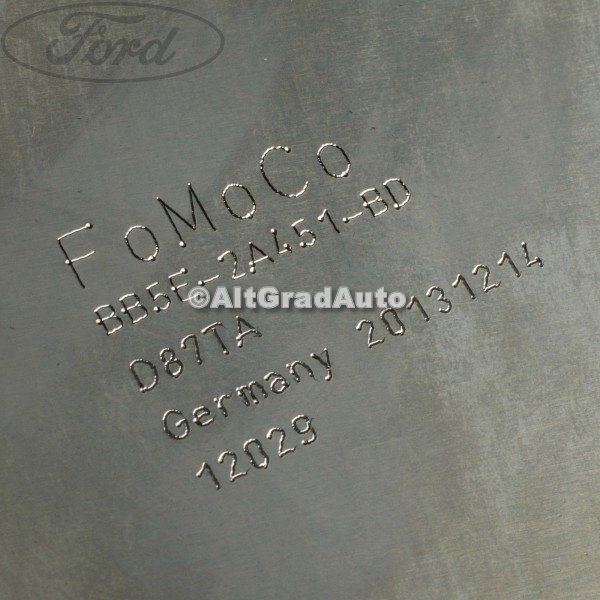 Ford
FoMoCo
BB5E-2A451-BD
©AltGradAuto
D87TA
Germany 20131214
12029